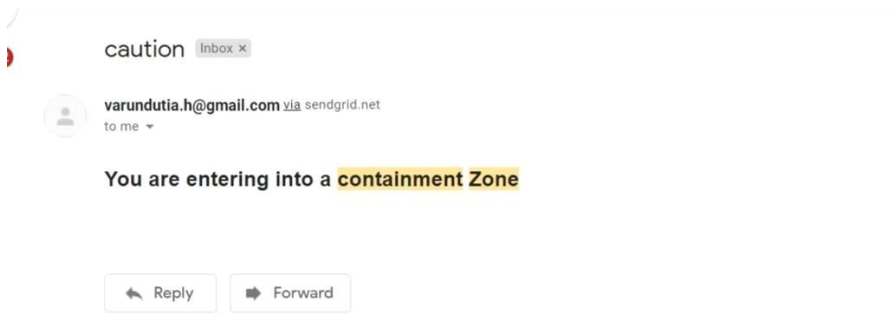 caution Inbox ×
varundutia.h@gmail.com via sendgrid.net
to me
You are entering into a containment Zone
Reply Forward